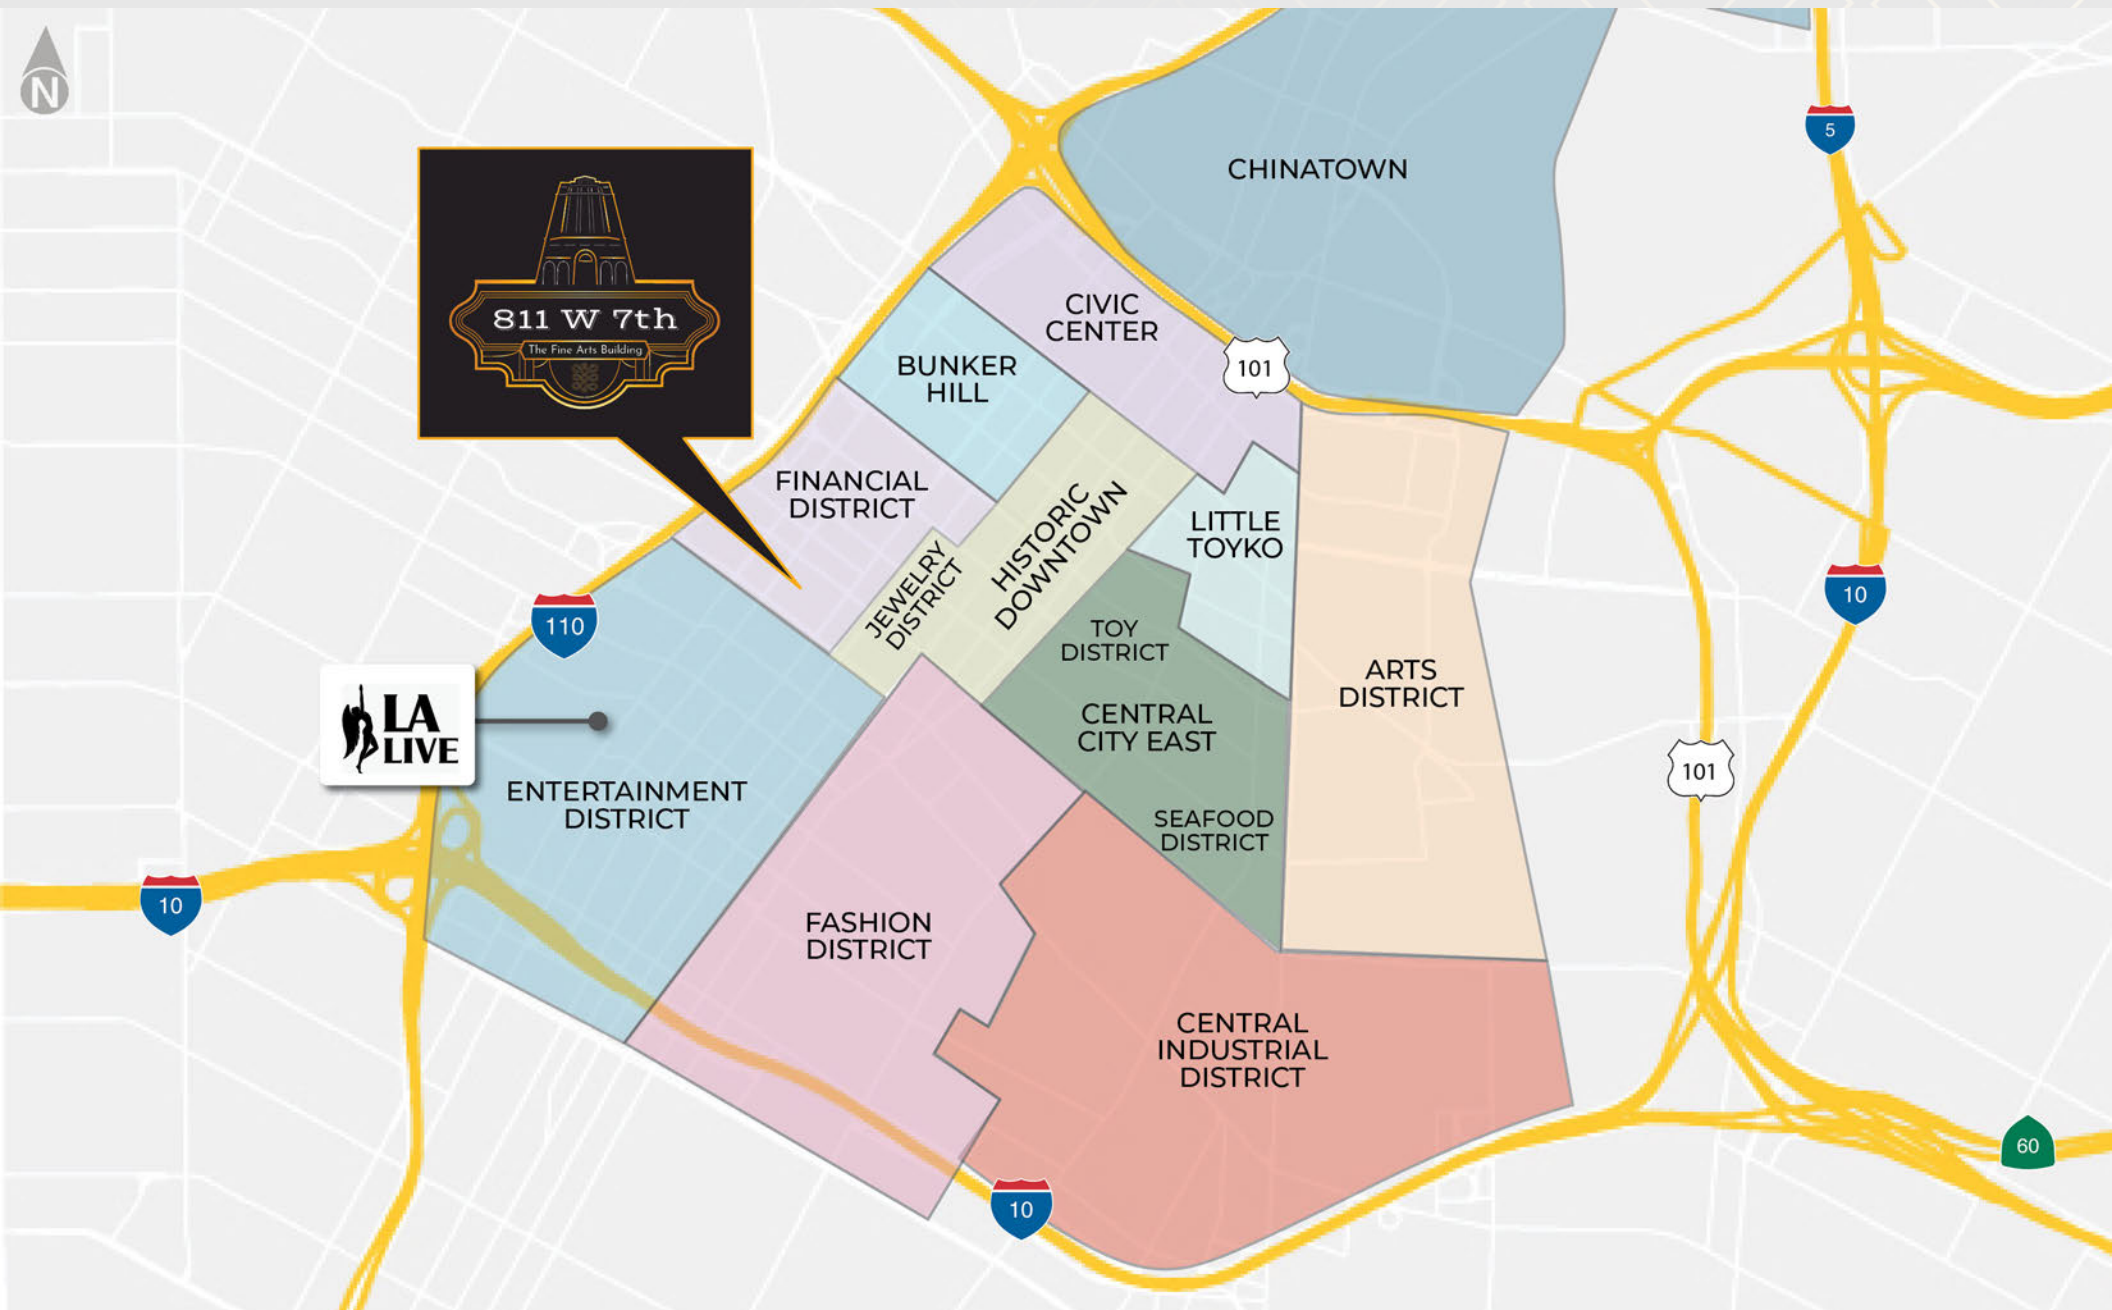 N
5
CHINATOWN
811 W 7th
The Fine Arts Building
CIVIC
CENTER
101
BUNKER
HILL
FINANCIAL
DISTRICT
HISTORIC
DOWNTOWN
LITTLE
TOYKO
JEWELRY
DISTRICT
10
110
TOY
DISTRICT
ARTS
DISTRICT
LA
LIVE
CENTRAL
CITY EAST
101
ENTERTAINMENT
DISTRICT
SEAFOOD
DISTRICT
10
FASHION
DISTRICT
CENTRAL
INDUSTRIAL
DISTRICT
60
10